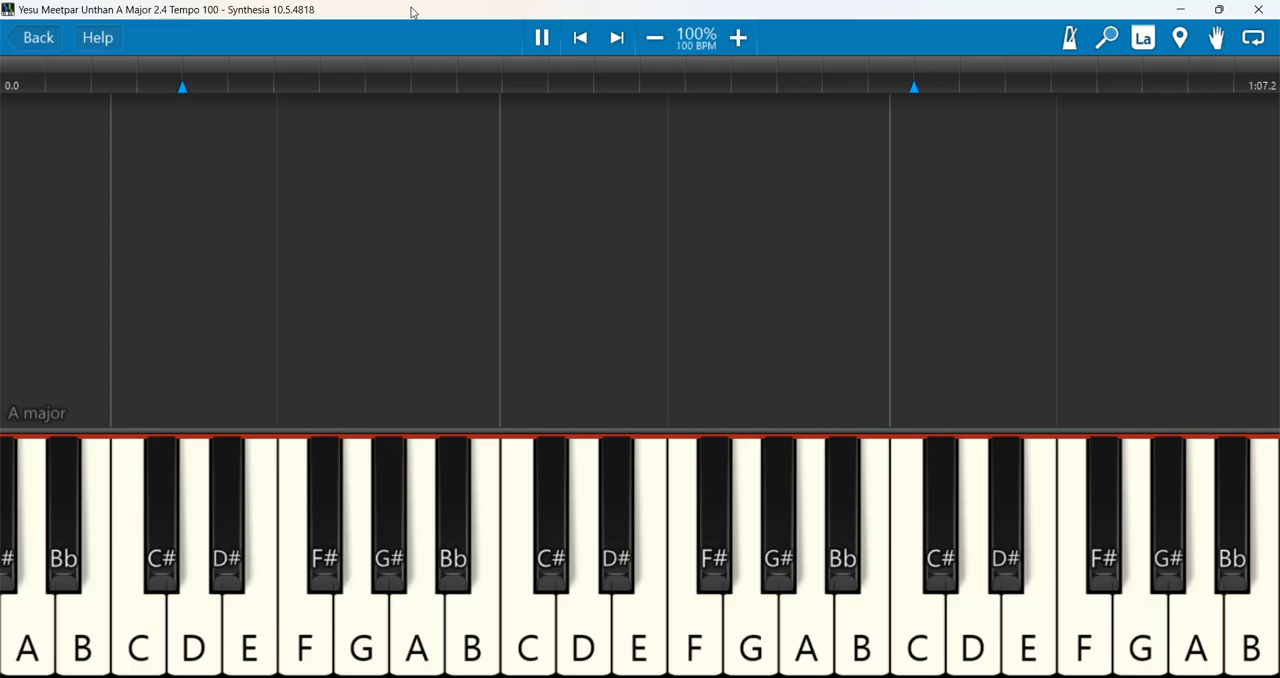 Yesu Meetpar Unthan A Major 2.4 Tempo 100 - Synthesia 10.5.4818
Back Help 100% La
100 BPM
0.0 1:07.2
A major
# Bb C# D# F# G# Bb C# D# F# G# Bb C# D# F# G# Bb
A B C D E F G A B C D E F G A B C D E F G A B